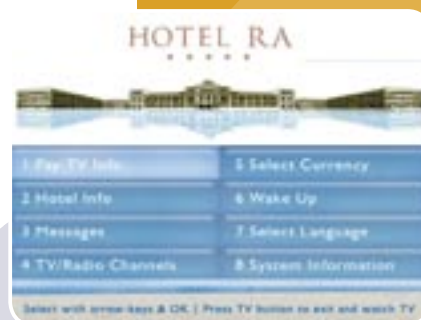 HOTEL RA
1 Pay-TV Info
2 Hotel Info
3 Messages
4 TV/Radio Channels
5 Select Currency
6 Wake Up
7 Select Language
8 System Information
Select with arrow keys & OK | Press TV button to exit and watch TV